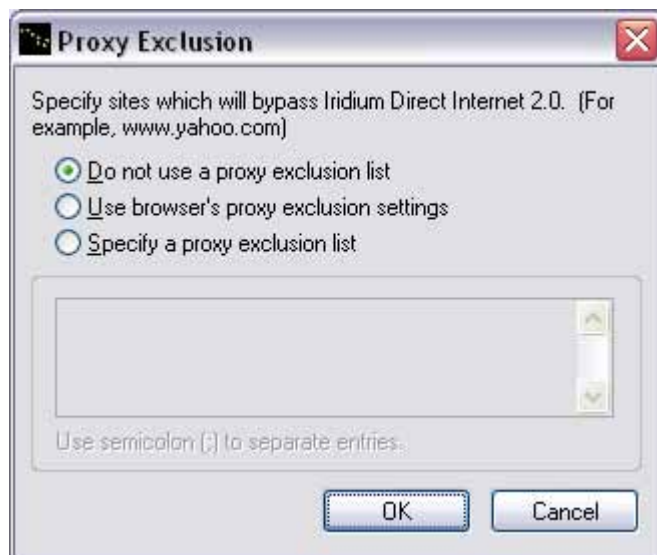 Proxy Exclusion
Specify sites which will bypass Iridium Direct Internet 2.0. (For
example, www.yahoo.com)
Do not use a proxy exclusion list
Use browser's proxy exclusion settings
Specify a proxy exclusion list
Use semicolon (;) to separate entries.
OK Cancel